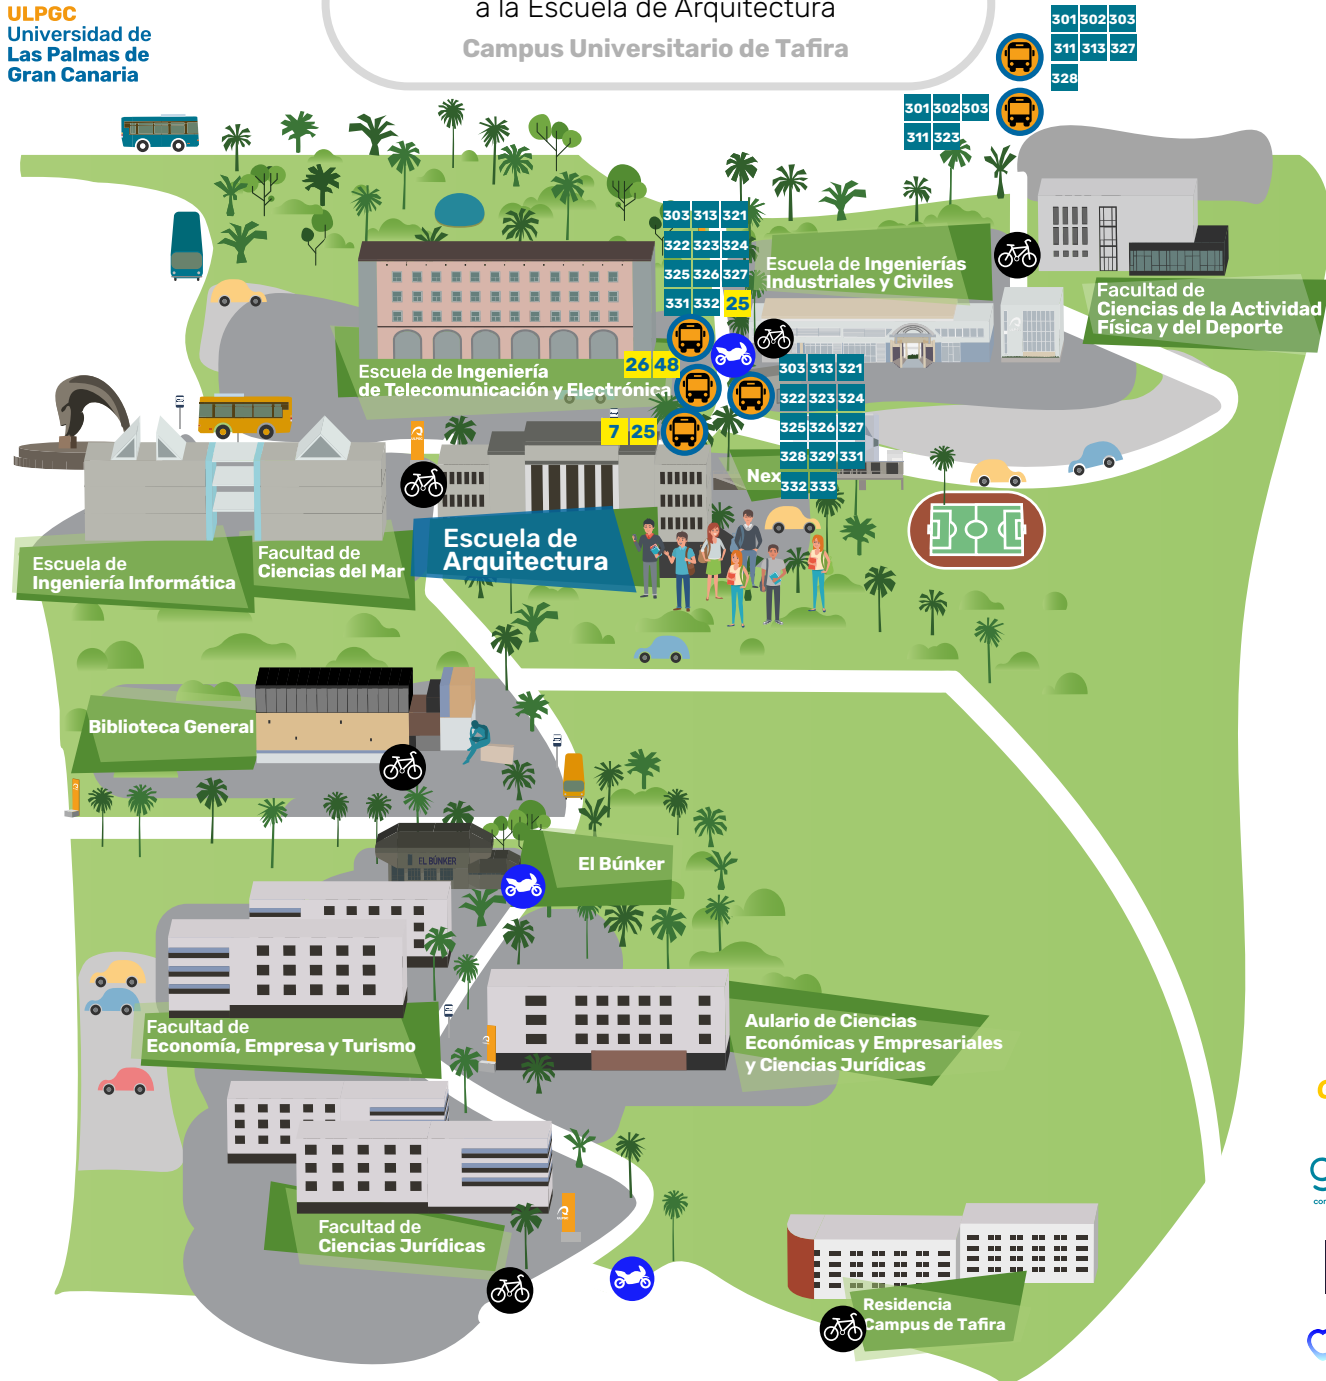 ULPGC
Universidad de
Las Palmas de
Gran Canaria
a la Escuela de Arquitectura
Campus Universitario de Tafira
301 302 303
311 313 327
328
301 302 303
311 323
303 313 321
322 323 324
325 326 327
331 332 25
Escuela de Ingenierías
Industriales y Civiles
Facultad de
Ciencias de la Actividad
Física y del Deporte
26 48
Escuela de Ingeniería
de Telecomunicación y Electrónica
303 313 321
322 323 324
325 326 327
328 329 331
332 333
7 25
Nex
Escuela de
Arquitectura
Escuela de
Ingeniería Informática
Facultad de
Ciencias del Mar
Biblioteca General
EL BÚNKER
El Búnker
Facultad de
Economía, Empresa y Turismo
Aulario de Ciencias
Económicas y Empresariales
y Ciencias Jurídicas
Facultad de
Ciencias Jurídicas
Residencia
Campus de Tafira